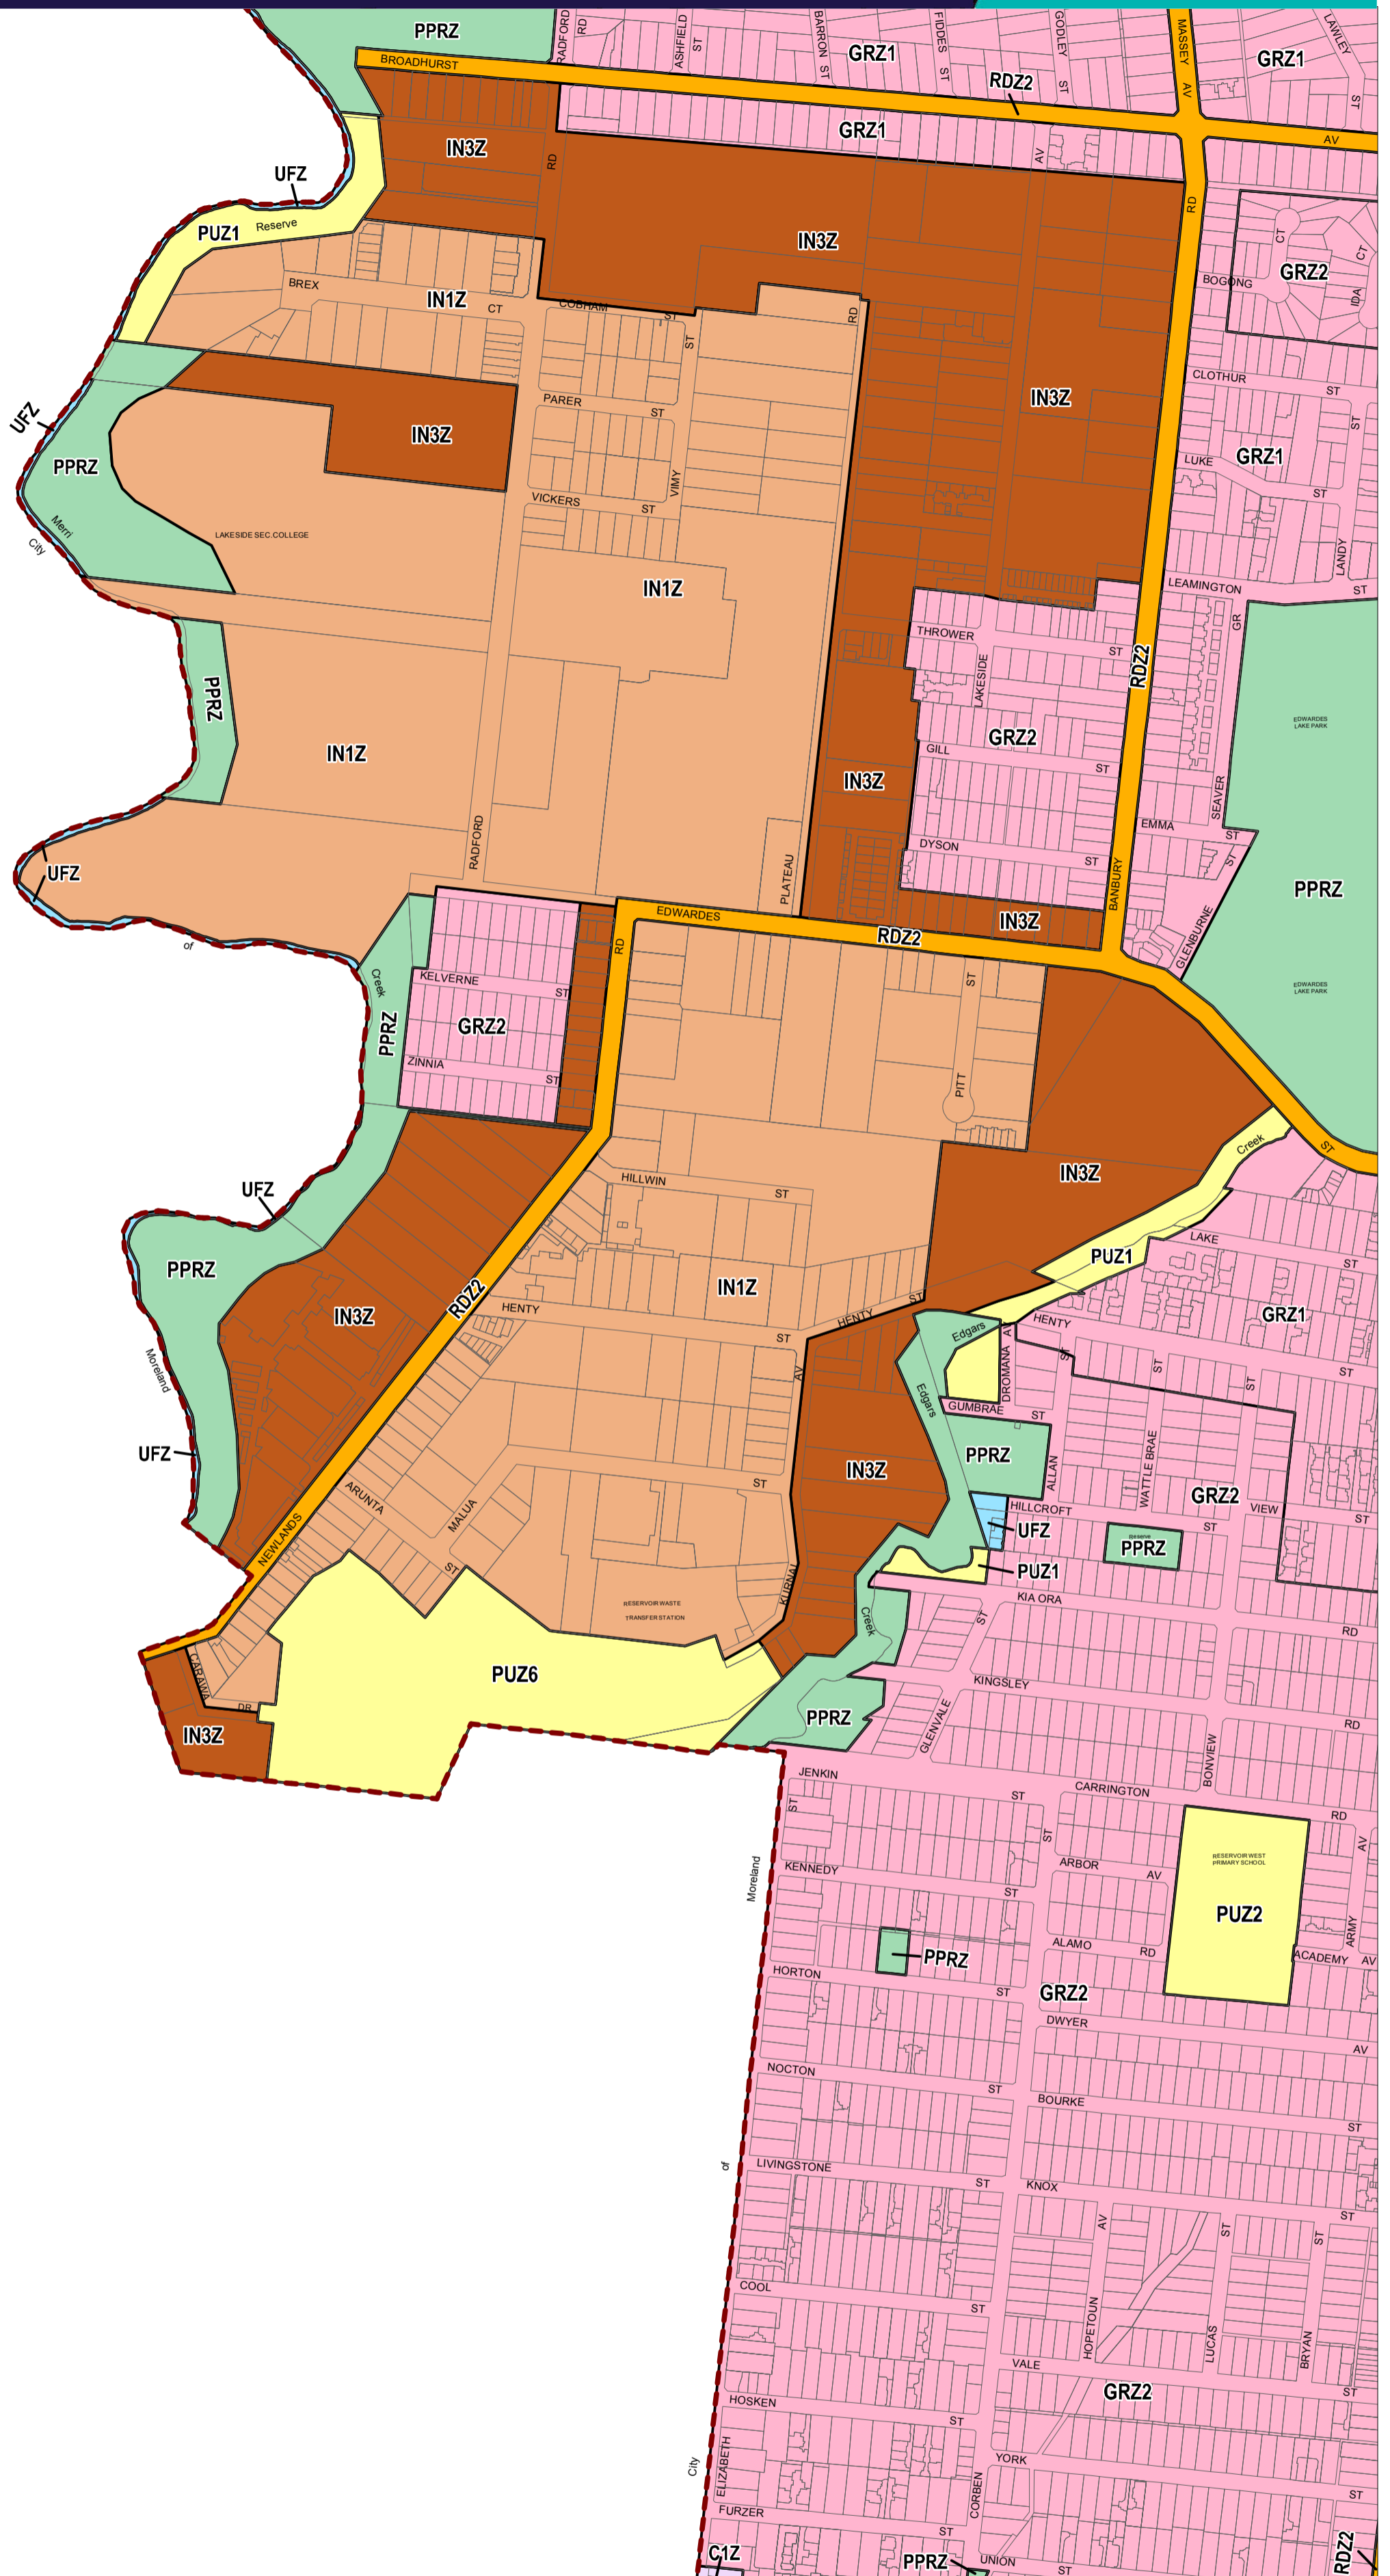 PPRZ
RADFORD
RD
ASHFIELD
ST
BARRON ST
GRZ1
FIDDES
ST
GODLEY
ST
MASSEY AV
GRZ1
LAWLEY
ST
BROADHURST
RDZ2
GRZ1
AV
AV
IN3Z
RD
UFZ
RD
PUZ1
Reserve
IN3Z
CT
GRZ2
CT
BOGONG
IDA
BREX
IN1Z
CT
COBHAM
ST
ST
RD
CLOTHUR
ST
IN3Z
UFZ
PARER
ST
IN3Z
ST
PPRZ
GRZ1
LUKE
ST
VIMY
VICKERS
ST
Merri
City
LAKESIDE SEC.COLLEGE
LANDY
IN1Z
LEAMINGTON
ST
GR
THROWER
ST
RDZ2
LAKESIDE
PPRZ
EDWARDES
LAKE PARK
GRZ2
GILL
ST
IN1Z
IN3Z
SEAVER
EMMA
ST
RADFORD
DYSON
ST
ST
UFZ
PLATEAU
BANBURY
PPRZ
EDWARDES
IN3Z
RDZ2
GLENBURNE
of
RD
Creek
KELVERNE
ST
ST
EDWARDES
LAKE PARK
GRZ2
PPRZ
ZINNIA
ST
PITT
Creek
ST
IN3Z
HILLWIN
ST
UFZ
LAKE
ST
PUZ1
PPRZ
IN1Z
RDZ2
IN3Z
HENTY
ST
HENTY
ST
GRZ1
Edgars
HENTY
ST
AV
ST
ST
ST
Moreland
AV
DROMANA
Edgars
GUMBRAE
ST
UFZ
PPRZ
IN3Z
ST
ALLAN
WATTLE BRAE
GRZ2
ARUNTA
MALUA
HILLCROFT
ST
VIEW
ST
NEWLANDS
UFZ
Reserve
PPRZ
ST
PUZ1
KURNAI
KIA ORA
RD
RESERVOIR WASTE
TRANSFER STATION
Creek
ST
CARAWA
DR
PUZ6
KINGSLEY
RD
IN3Z
PPRZ
GLENVALE
BONVIEW
JENKIN
ST
CARRINGTON
RD
ST
ST
AV
Moreland
KENNEDY
ST
ARBOR
AV
RESERVOIR WEST
PRIMARY SCHOOL
PUZ2
ARMY
ALAMO
RD
PPRZ
ACADEMY AV
HORTON
ST
GRZ2
DWYER
AV
NOCTON
ST
BOURKE
ST
of
LIVINGSTONE
ST
KNOX
ST
AV
ST
ST
COOL
ST
HOPETOUN
LUCAS
BRYAN
VALE
ST
GRZ2
HOSKEN
ST
City
ELIZABETH
YORK
ST
CORBEN
FURZER
ST
C1Z
PPRZ
UNION
ST
RDZ2